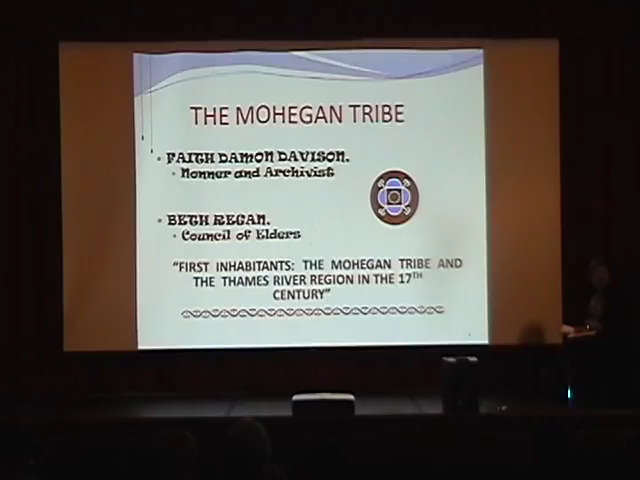 THE MOHEGAN TRIBE
• FAITH DAMON DAVISON,
• Nonner and Archivist
• BETH REGAN,
• Council of Elders
"FIRST INHABITANTS: THE MOHEGAN TRIBE AND
THE THAMES RIVER REGION IN THE 17TH
CENTURY"